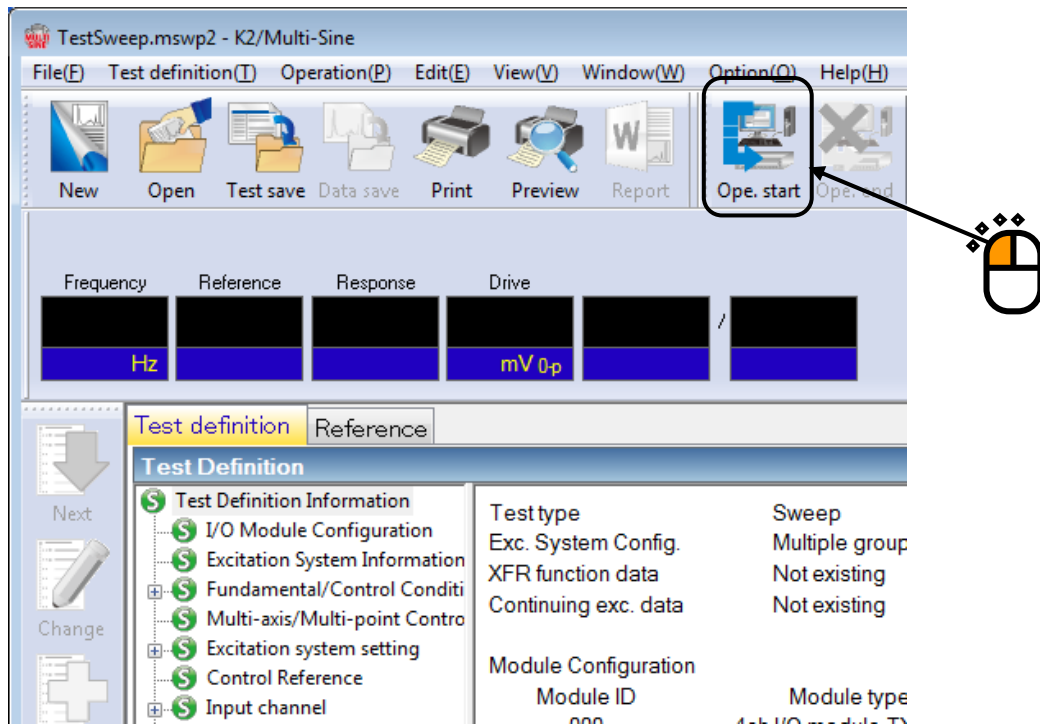 TestSweep.mswp2 - K2/Multi-Sine
File(F) Test definition(T) Operation(P) Edit(E) View(V) Window(W) Option(O) Help(H)
New Open Test save Data save Print Preview Report Ope. start Ope. end
Frequency Reference Response Drive
/
Hz mV 0-p
Test definition Reference
Test Definition
Test Definition Information
I/O Module Configuration
Excitation System Information
Fundamental/Control Conditi
Multi-axis/Multi-point Contro
Excitation system setting
Control Reference
Input channel
Next
Change
Test type Sweep
Exc. System Config. Multiple group
XFR function data Not existing
Continuing exc. data Not existing
Module Configuration
Module ID Module type